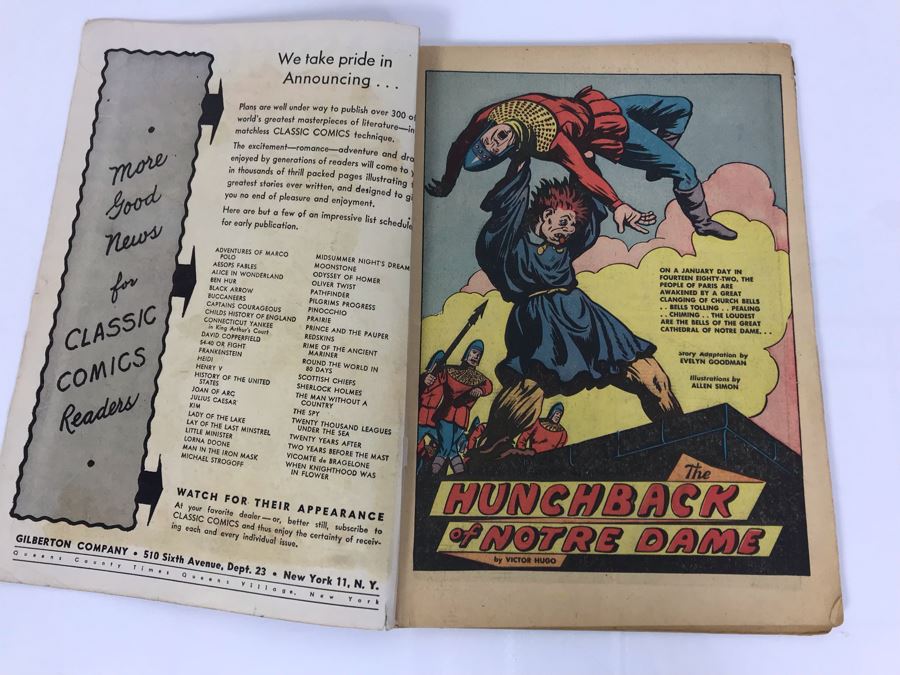 More
Good
News
for
CLASSIC
COMICS
Readers
We take pride in
Announcing . . .
Plans are well under way to publish over 300 of
world's greatest masterpieces of literature—in
matchless CLASSIC COMICS technique.
The excitement—romance—adventure and dra
enjoyed by generations of readers will come to y
in thousands of thrill packed pages illustrating
greatest stories ever written, and designed to gi
you no end of pleasure and enjoyment.
Here are but a few of an impressive list schedule
for early publication.
ADVENTURES OF MARCO
POLO
AESOPS FABLES
ALICE IN WONDERLAND
BEN HUR
BLACK ARROW
BUCCANEERS
CAPTAINS COURAGEOUS
CHILDS HISTORY OF ENGLAND
CONNECTICUT YANKEE
in King Arthur's Court
DAVID COPPERFIELD
54-40 OR FIGHT
FRANKENSTEIN
HEIDI
HENRY V
HISTORY OF THE UNITED
STATES
JOAN OF ARC
JULIUS CAESAR
KIM
LADY OF THE LAKE
LAY OF THE LAST MINSTREL
LITTLE MINISTER
LORNA DOONE
MAN IN THE IRON MASK
MICHAEL STROGOFF
MIDSUMMER NIGHT'S DREAM
MOONSTONE
ODYSSEY OF HOMER
OLIVER TWIST
PATHFINDER
PILGRIMS PROGRESS
PINOCCHIO
PRAIRIE
PRINCE AND THE PAUPER
REDSKINS
RIME OF THE ANCIENT
MARINER
ROUND THE WORLD IN
80 DAYS
SCOTTISH CHIEFS
SHERLOCK HOLMES
THE MAN WITHOUT A
COUNTRY
THE SPY
TWENTY THOUSAND LEAGUES
UNDER THE SEA
TWENTY YEARS AFTER
TWO YEARS BEFORE THE MAST
VICOMTE de BRAGELONE
WHEN KNIGHTHOOD WAS
IN FLOWER
WATCH FOR THEIR APPEARANCE
At your favorite dealer—or, better still, subscribe to
CLASSIC COMICS and thus enjoy the certainty of receiv-
ing each and every individual issue.
GILBERTON COMPANY • 510 Sixth Avenue, Dept. 23 • New York 11, N. Y.
Queens County Times Queens Village, New York
ON A JANUARY DAY IN
FOURTEEN EIGHTY-TWO, THE
PEOPLE OF PARIS ARE
AWAKENED BY A GREAT
CLANGING OF CHURCH BELLS
. . BELLS TOLLING . . PEALING
. . CHIMING . . THE LOUDEST
ARE THE BELLS OF THE GREAT
CATHEDRAL OF NOTRE DAME. . .
Story Adaptation by
EVELYN GOODMAN
Illustrations by
ALLEN SIMON
The
HUNCHBACK
of NOTRE DAME
by VICTOR HUGO